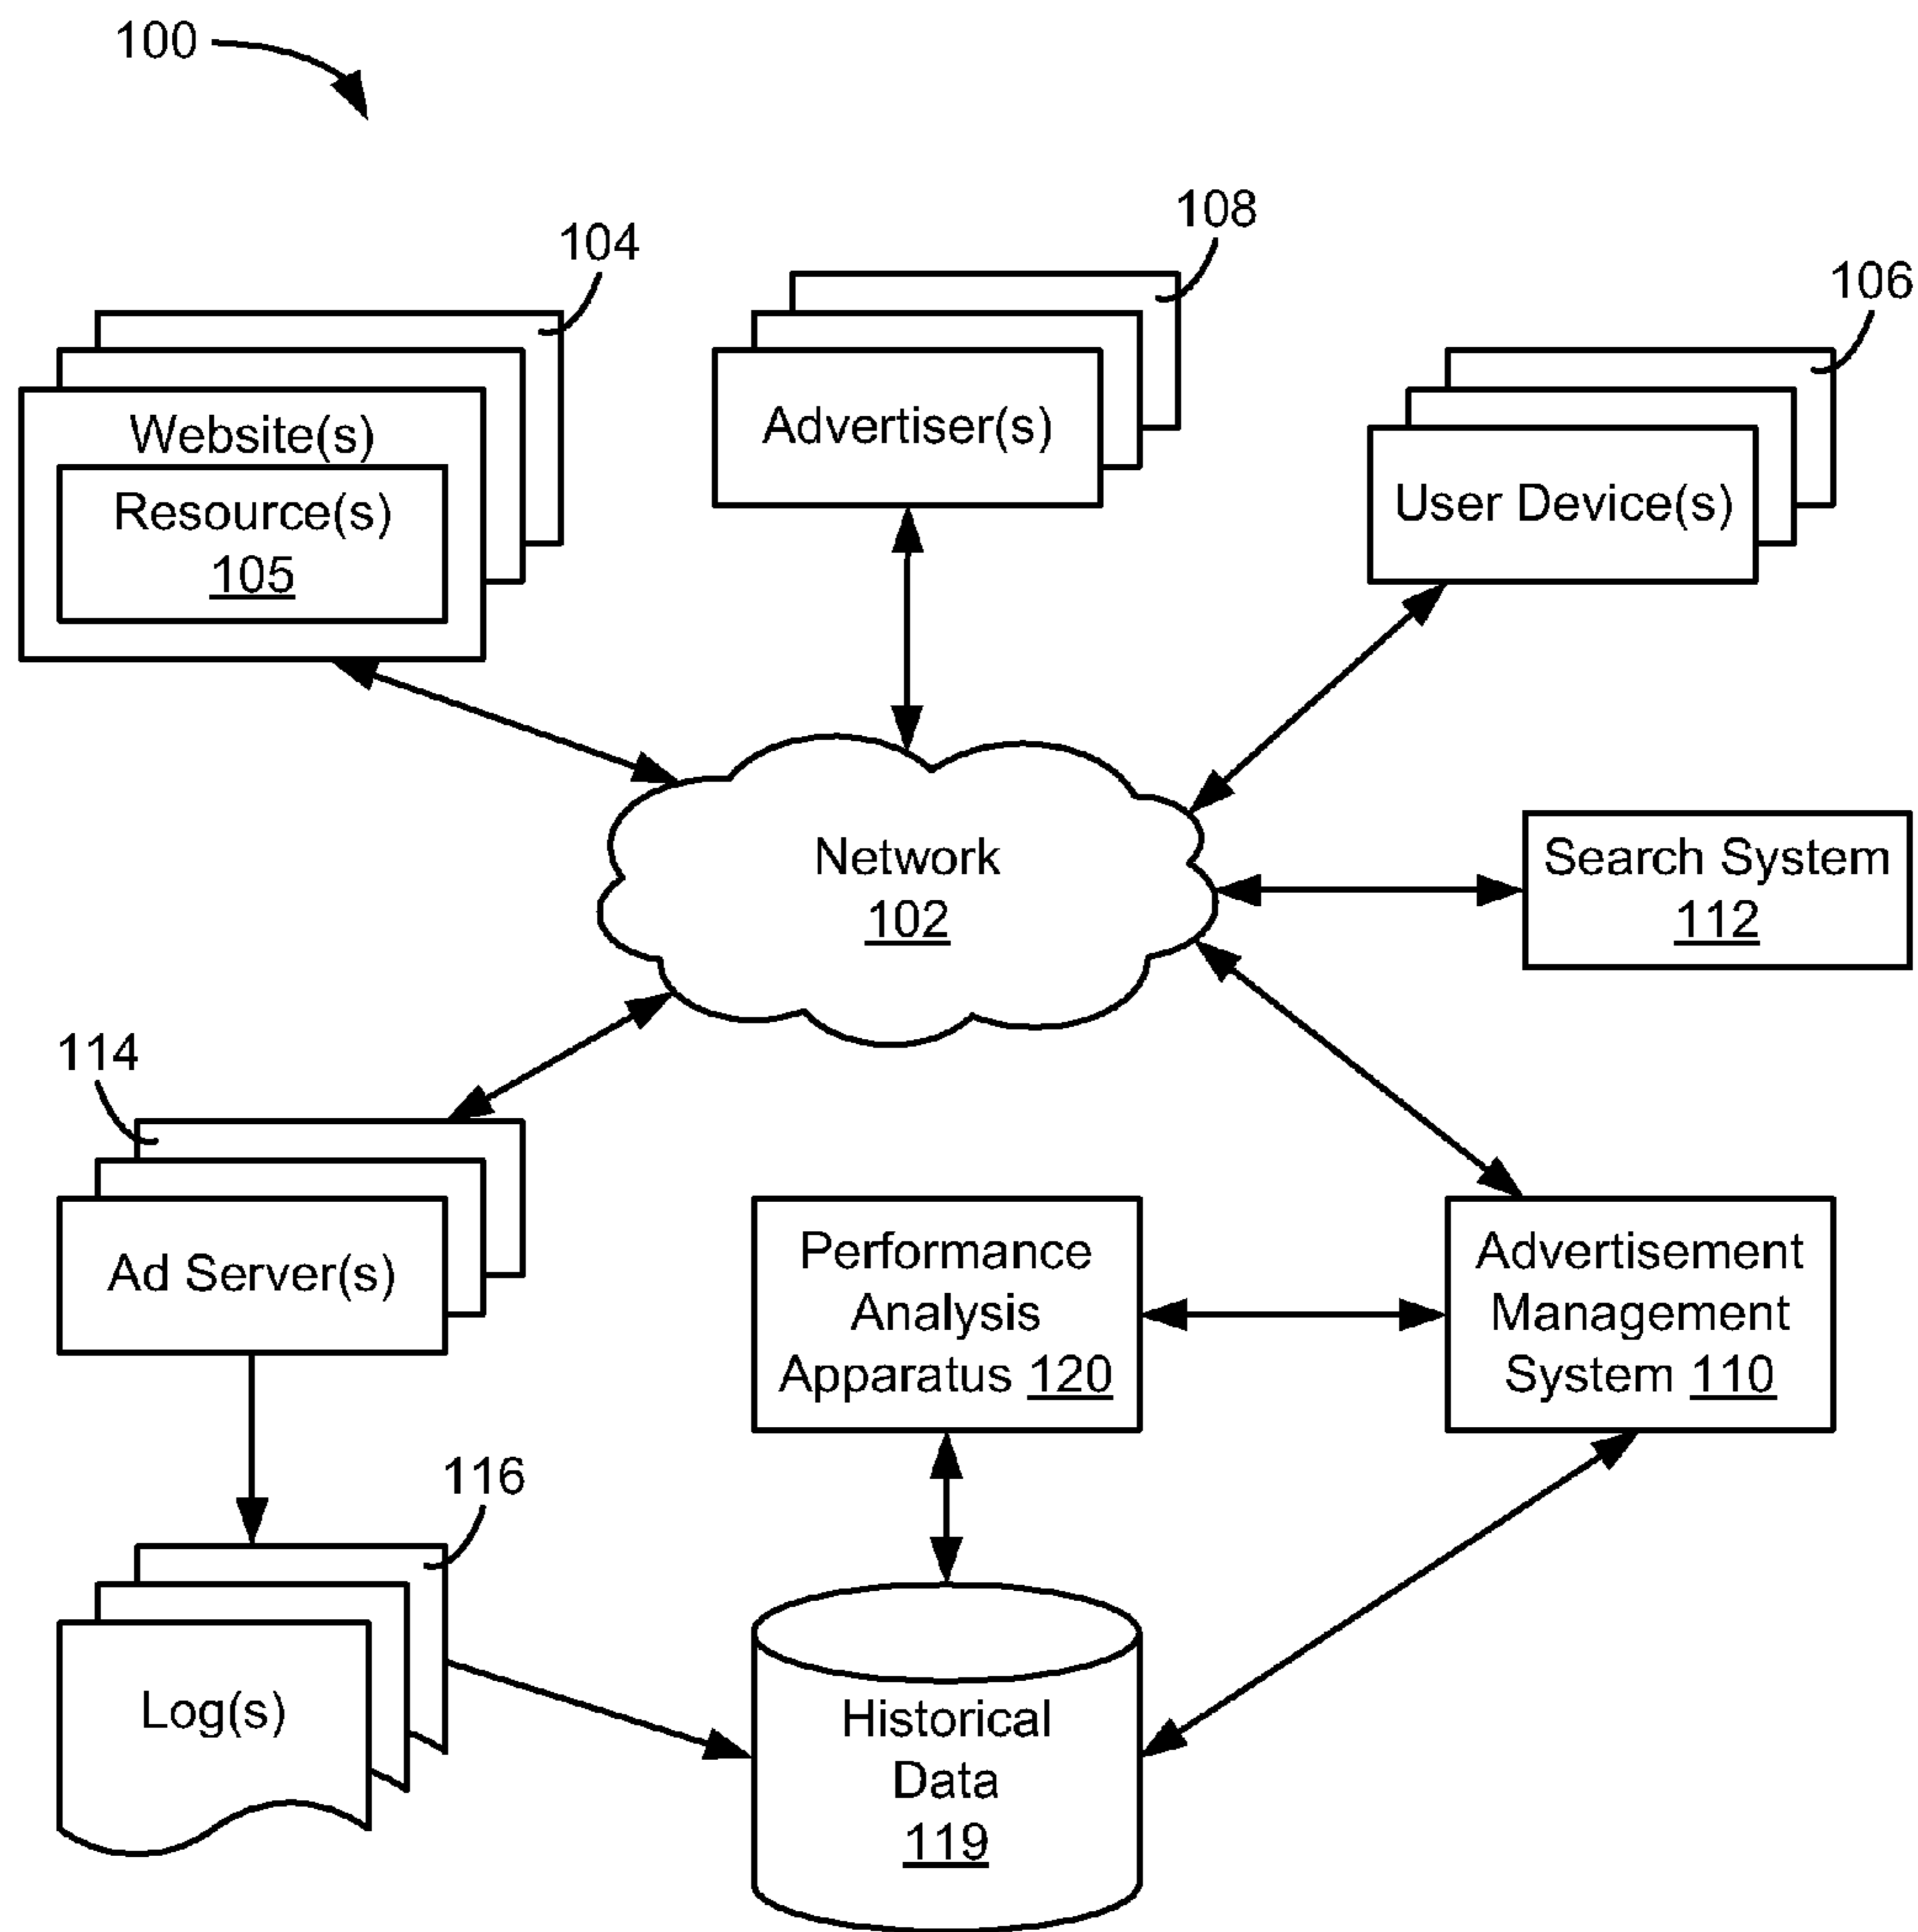 100
108
104
106
Website(s)
Resource(s)
105
Advertiser(s)
User Device(s)
Network
102
Search System
112
114
Ad Server(s)
Performance
Analysis
Apparatus 120
Advertisement
Management
System 110
116
Log(s)
Historical
Data
119